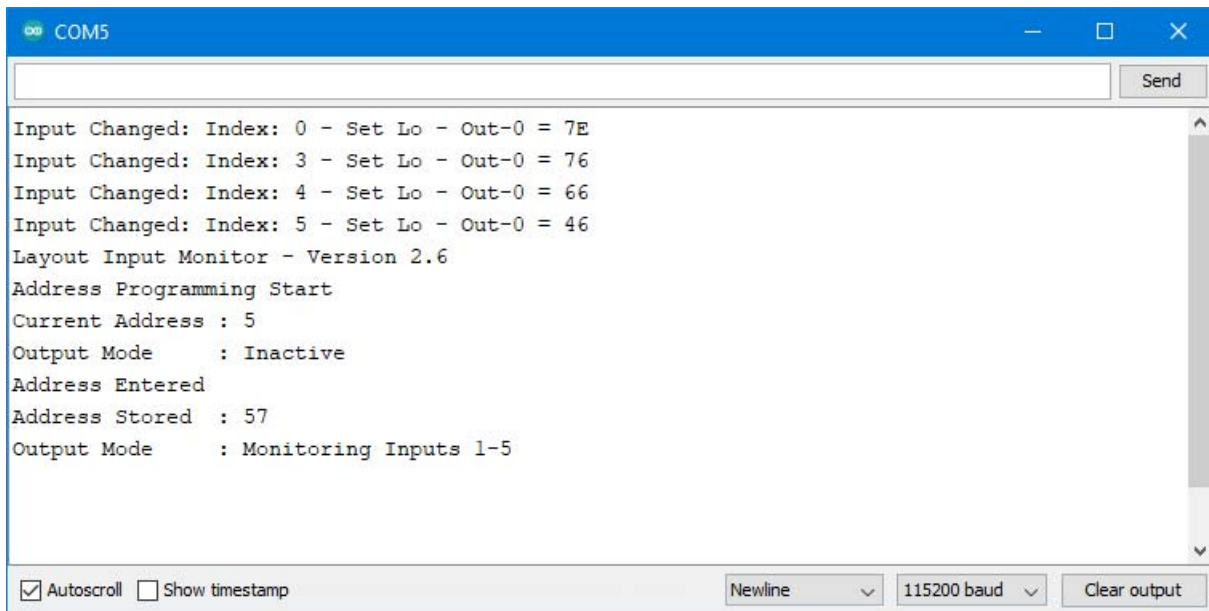 COM5
Send
Input Changed: Index: 0 - Set Lo - Out-0 = 7E
Input Changed: Index: 3 - Set Lo - Out-0 = 76
Input Changed: Index: 4 - Set Lo - Out-0 = 66
Input Changed: Index: 5 - Set Lo - Out-0 = 46
Layout Input Monitor - Version 2.6
Address Programming Start
Current Address : 5
Output Mode     : Inactive
Address Entered
Address Stored  : 57
Output Mode     : Monitoring Inputs 1-5
Autoscroll Show timestamp Newline 115200 baud Clear output